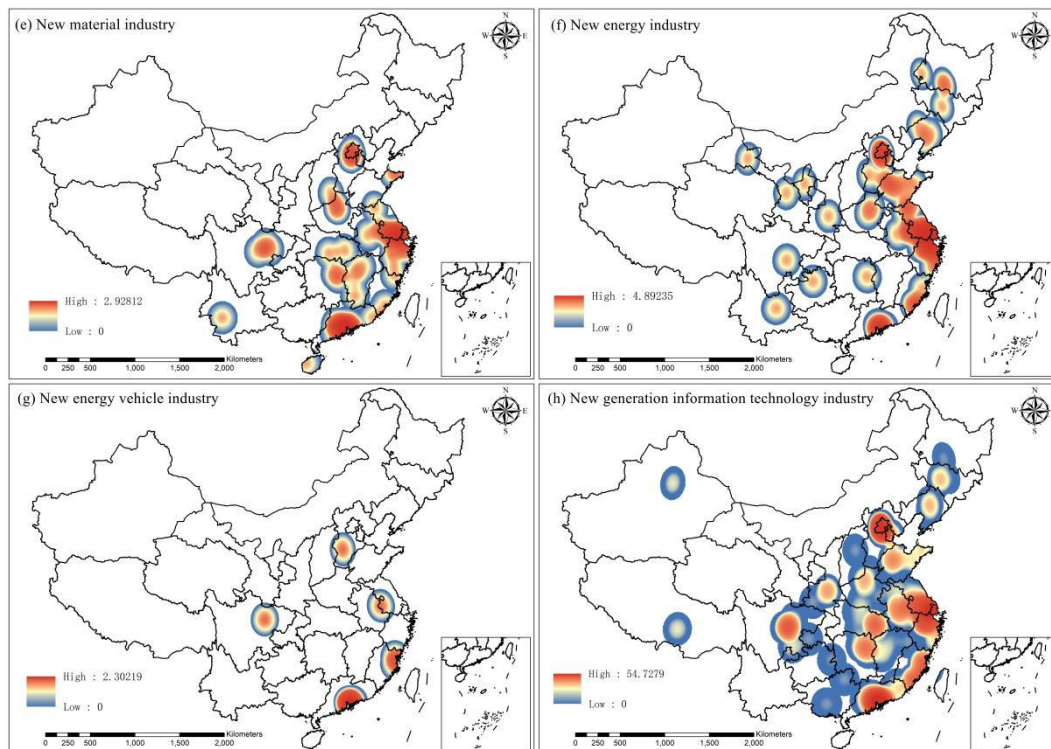 (e) New material industry
N
W E
S
High : 2.92812
Low : 0
Kilometers
0 250 500 1,000 1,500 2,000
(f) New energy industry
N
W E
S
High : 4.89235
Low : 0
Kilometers
0 250 500 1,000 1,500 2,000
(g) New energy vehicle industry
N
W E
S
High : 2.30219
Low : 0
Kilometers
0 250 500 1,000 1,500 2,000
(h) New generation information technology industry
N
W E
S
High : 54.7279
Low : 0
Kilometers
0 250 500 1,000 1,500 2,000